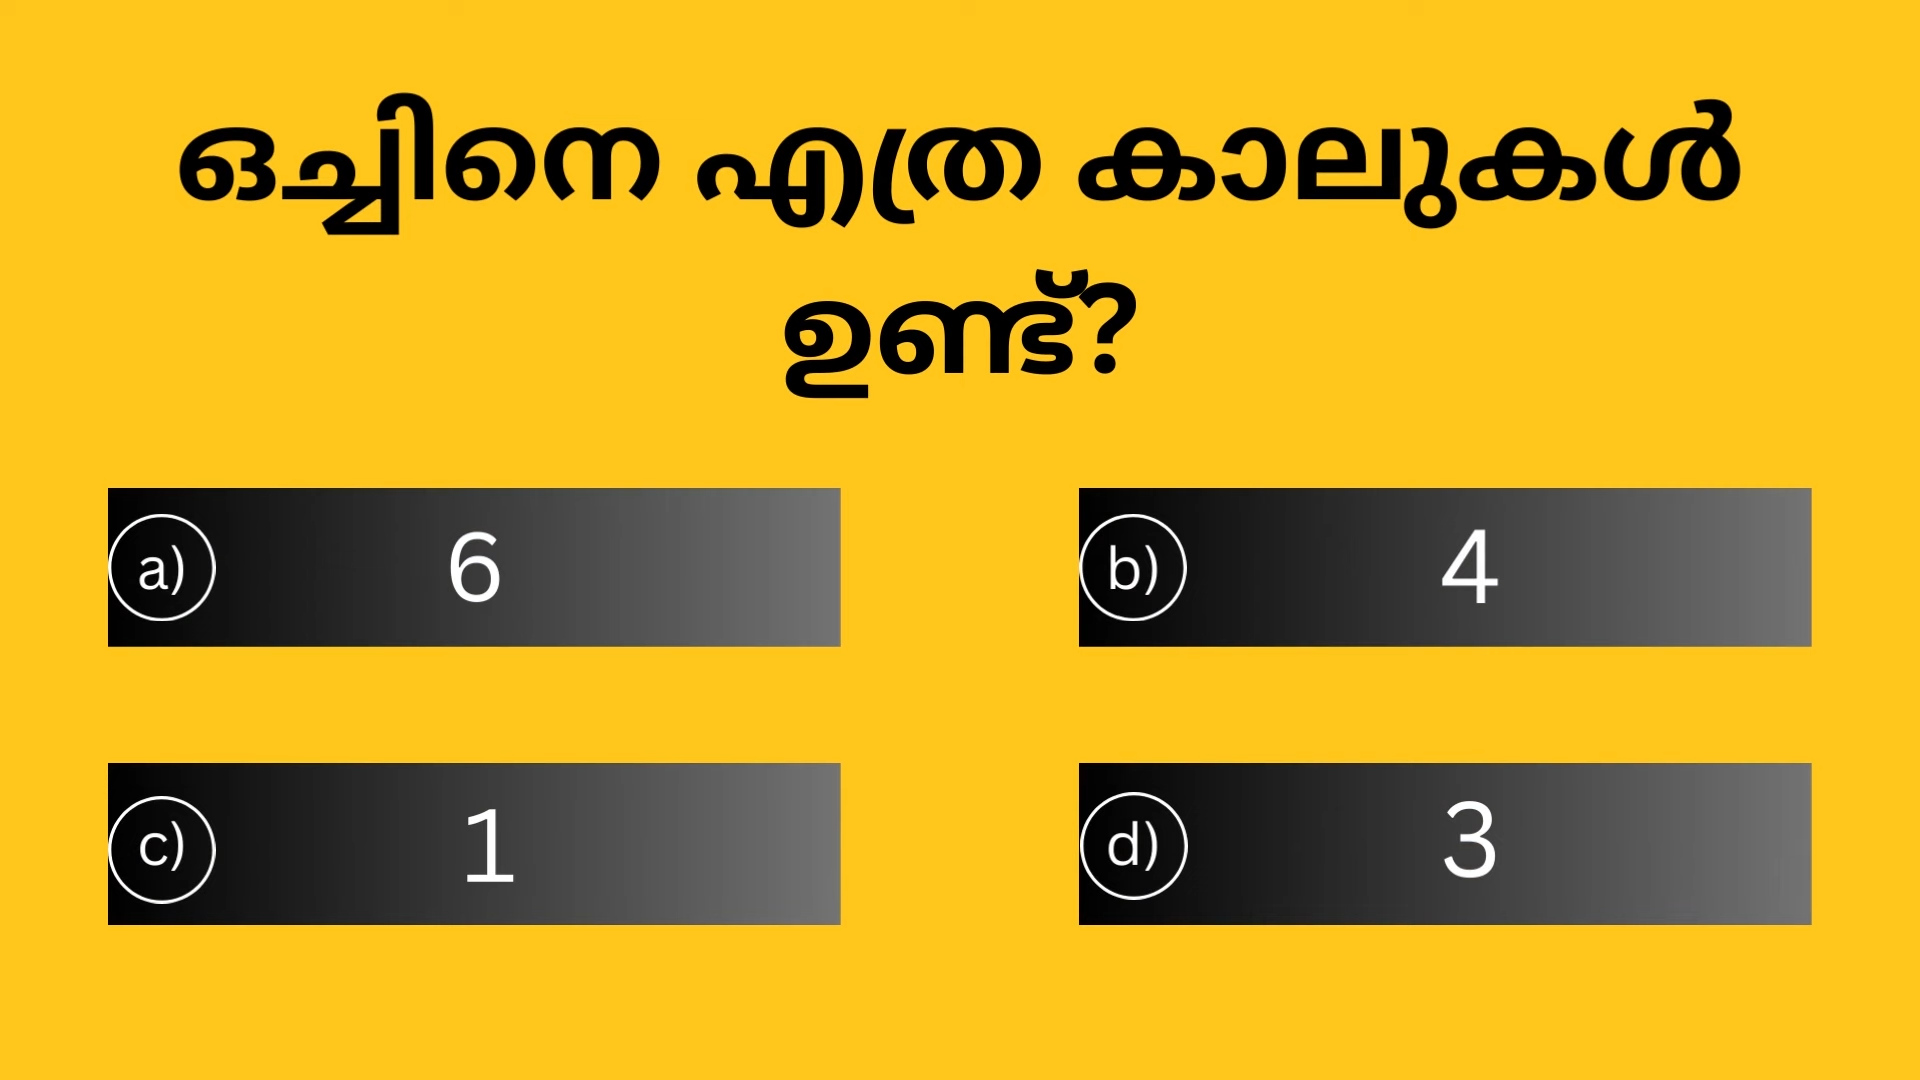 ഒച്ചിനെ എത്ര കാലുകൾ
ഉണ്ട്?
a) 6
b) 4
c) 1
d) 3